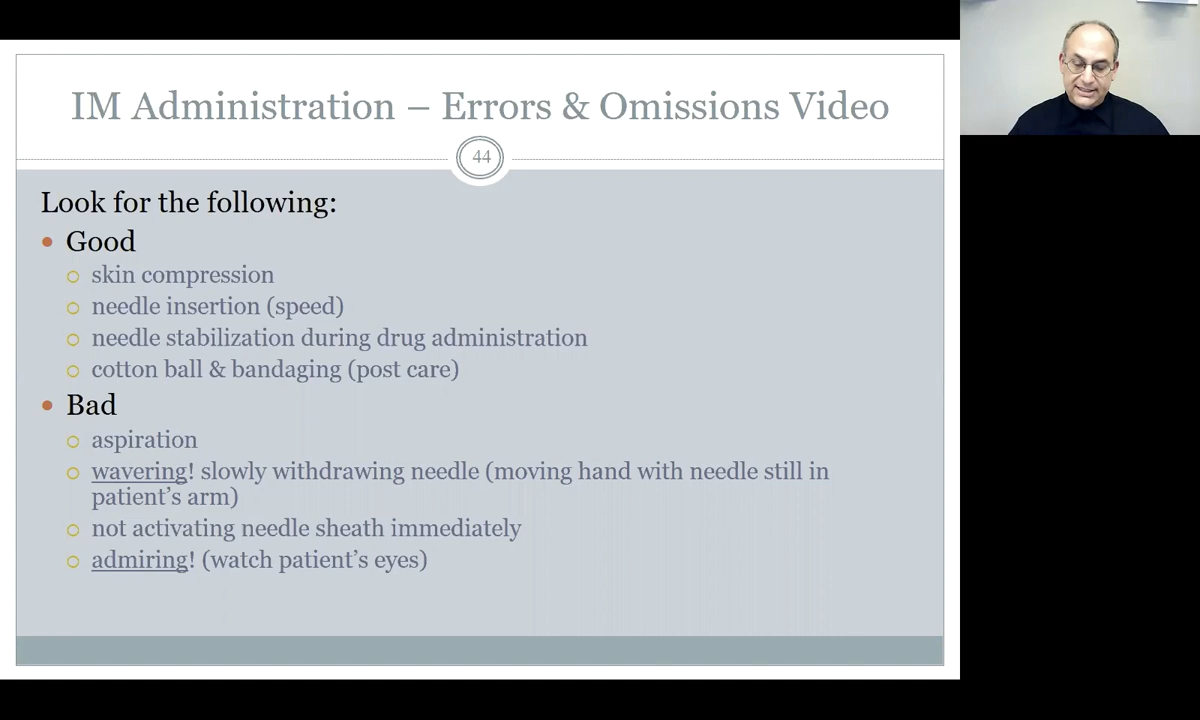 IM Administration – Errors & Omissions Video
44
Look for the following:
Good
skin compression
needle insertion (speed)
needle stabilization during drug administration
cotton ball & bandaging (post care)
Bad
aspiration
wavering! slowly withdrawing needle (moving hand with needle still in
patient’s arm)
not activating needle sheath immediately
admiring! (watch patient’s eyes)